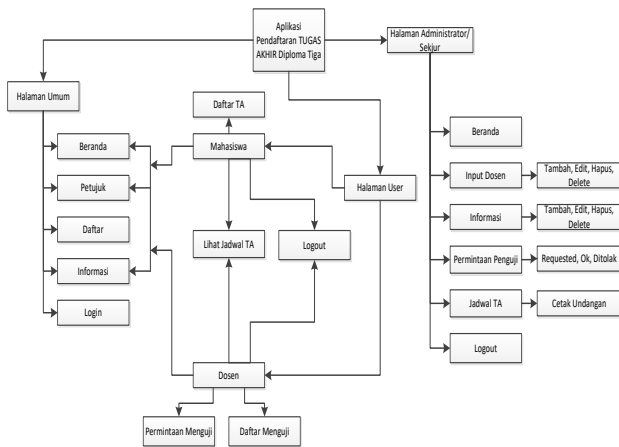 Aplikasi
Pendaftaran TUGAS
AKHIR Diploma Tiga
Halaman Administrator/
Sekjur
Halaman Umum
Daftar TA
Beranda
Mahasiswa
Beranda
Petujuk
Halaman User
Input Dosen
Tambah, Edit, Hapus,
Delete
Daftar
Lihat Jadwal TA
Logout
Informasi
Tambah, Edit, Hapus,
Delete
Informasi
Permintaan Penguji
Requested, Ok, Ditolak
Login
Jadwal TA
Cetak Undangan
Logout
Dosen
Permintaan Menguji
Daftar Menguji